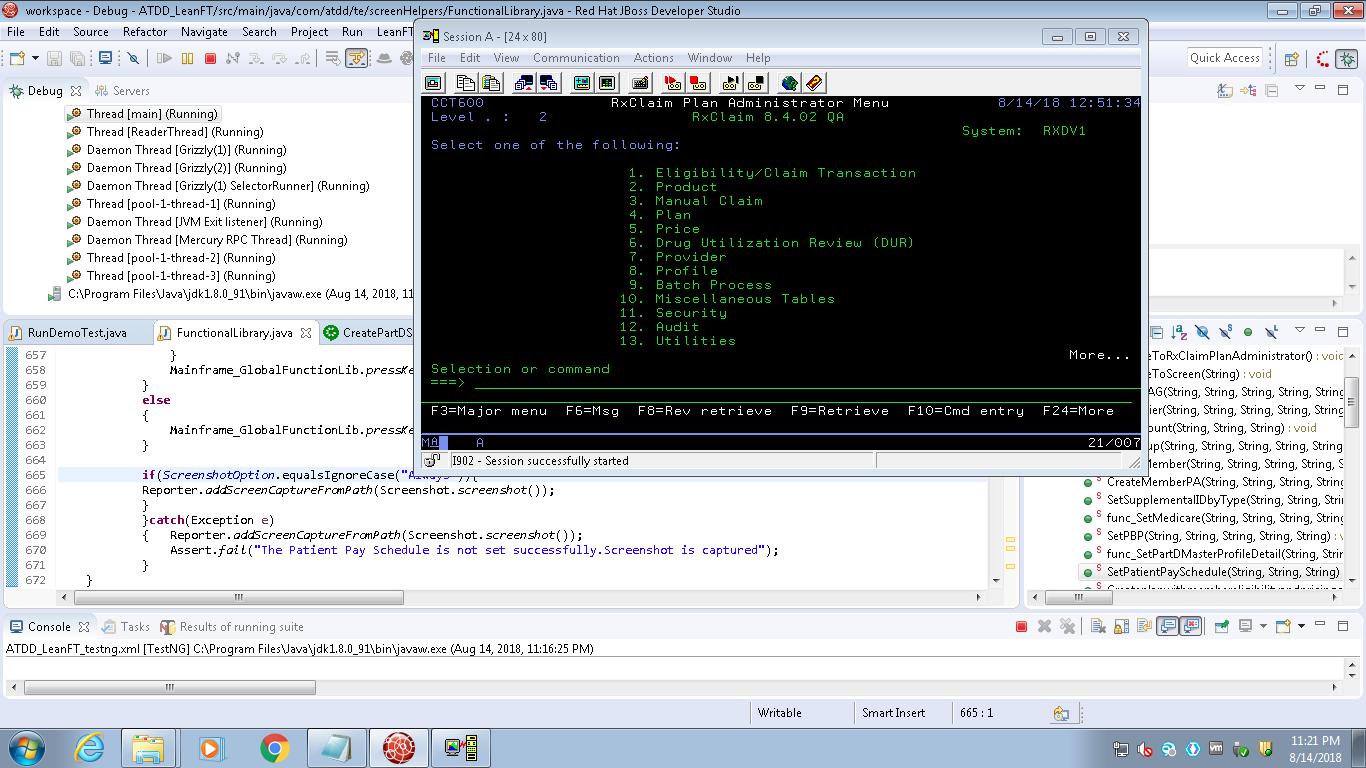 workspace - Debug - ATDD_LeanFT/src/main/java/com/atdd/te/screenHelpers/FunctionalLibrary.java - Red Hat JBoss Developer Studio
File Edit Source Refactor Navigate Search Project Run LeanFT
Quick Access
Debug Servers
Thread [main] (Running)
Thread [ReaderThread] (Running)
Daemon Thread [Grizzly(1)] (Running)
Daemon Thread [Grizzly(2)] (Running)
Daemon Thread [Grizzly(1) SelectorRunner] (Running)
Thread [pool-1-thread-1] (Running)
Daemon Thread [JVM Exit listener] (Running)
Daemon Thread [Mercury RPC Thread] (Running)
Thread [pool-1-thread-2] (Running)
Thread [pool-1-thread-3] (Running)
C:\Program Files\Java\jdk1.8.0_91\bin\javaw.exe (Aug 14, 2018, 11
Session A - [24 x 80]
File Edit View Communication Actions Window Help
CCT600 RxClaim Plan Administrator Menu 8/14/18 12:51:34
Level . : 2 RxClaim 8.4.02 QA
System: RXDV1
Select one of the following:
1. Eligibility/Claim Transaction
2. Product
3. Manual Claim
4. Plan
5. Price
6. Drug Utilization Review (DUR)
7. Provider
8. Profile
9. Batch Process
10. Miscellaneous Tables
11. Security
12. Audit
13. Utilities
More...
Selection or command
===>
F3=Major menu F6=Msg F8=Rev retrieve F9=Retrieve F10=Cmd entry F24=More
MA A 21/007
I902 - Session successfully started
RunDemoTest.java FunctionalLibrary.java CreatePartDS
657 }
658 Mainframe_GlobalFunctionLib.pressKe
659 }
660 else
661 {
662 Mainframe_GlobalFunctionLib.pressKe
663 }
664
665 if(ScreenshotOption.equalsIgnoreCase("Always")){
666 Reporter.addScreenCaptureFromPath(Screenshot.screenshot());
667 }
668 }catch(Exception e)
669 { Reporter.addScreenCaptureFromPath(Screenshot.screenshot());
670 Assert.fail("The Patient Pay Schedule is not set successfully.Screenshot is captured");
671 }
672 }
eToRxClaimPlanAdministrator() : void
eToScreen(String) : void
AG(String, String, String, String
ier(String, String, String, String
ount(String, String, String) : void
up(String, String, String, String
Member(String, String, String, S
CreateMemberPA(String, String, String,
SetSupplementalIDbyType(String, String
func_SetMedicare(String, String, String,
SetPBP(String, String, String, String) : v
func_SetPartDMasterProfileDetail(String, Strin
SetPatientPaySchedule(String, String, String)
Console Tasks Results of running suite
ATDD_LeanFT_testng.xml [TestNG] C:\Program Files\Java\jdk1.8.0_91\bin\javaw.exe (Aug 14, 2018, 11:16:25 PM)
Writable Smart Insert 665 : 1
11:21 PM
8/14/2018